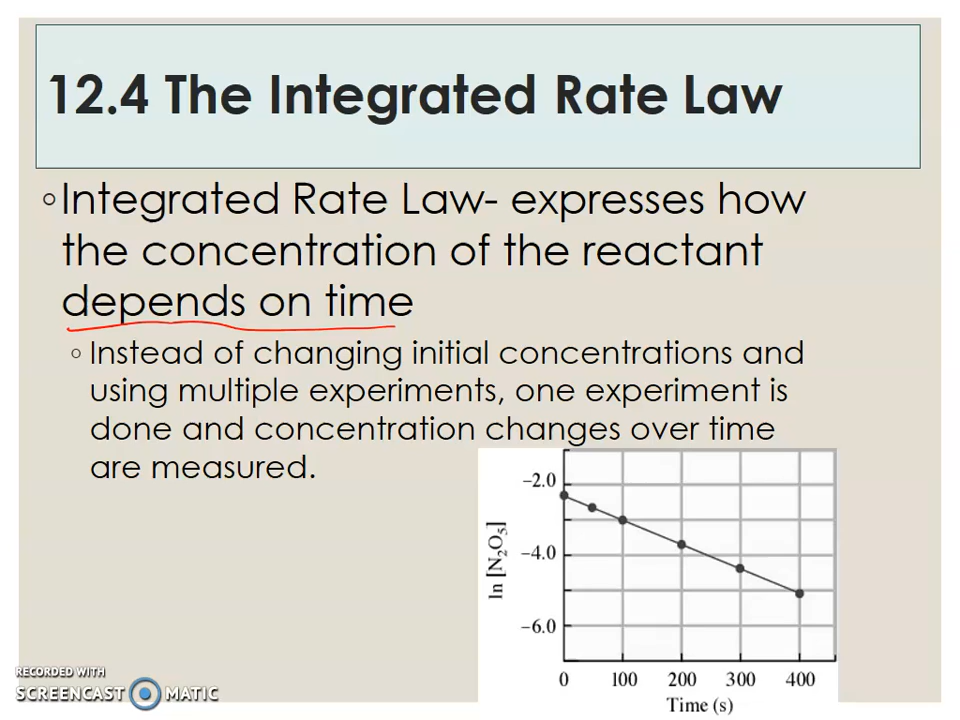 12.4 The Integrated Rate Law
◦Integrated Rate Law- expresses how
the concentration of the reactant
depends on time
◦ Instead of changing initial concentrations and
using multiple experiments, one experiment is
done and concentration changes over time
are measured.
−2.0
−4.0
−6.0
ln [N₂O₅]
0 100 200 300 400
Time (s)
RECORDED WITH
SCREENCAST MATIC